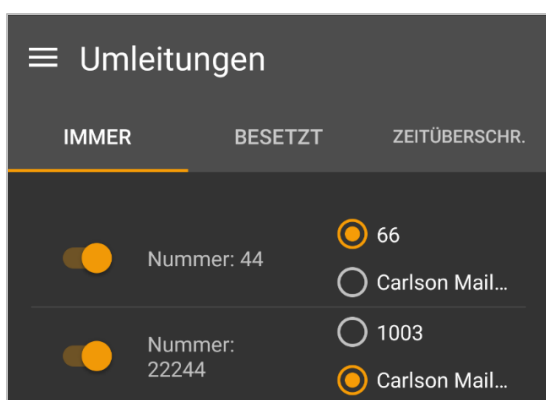 Umleitungen
IMMER BESETZT ZEITÜBERSCHR.
66
Nummer: 44
Carlson Mail...
1003
Nummer:
22244
Carlson Mail...